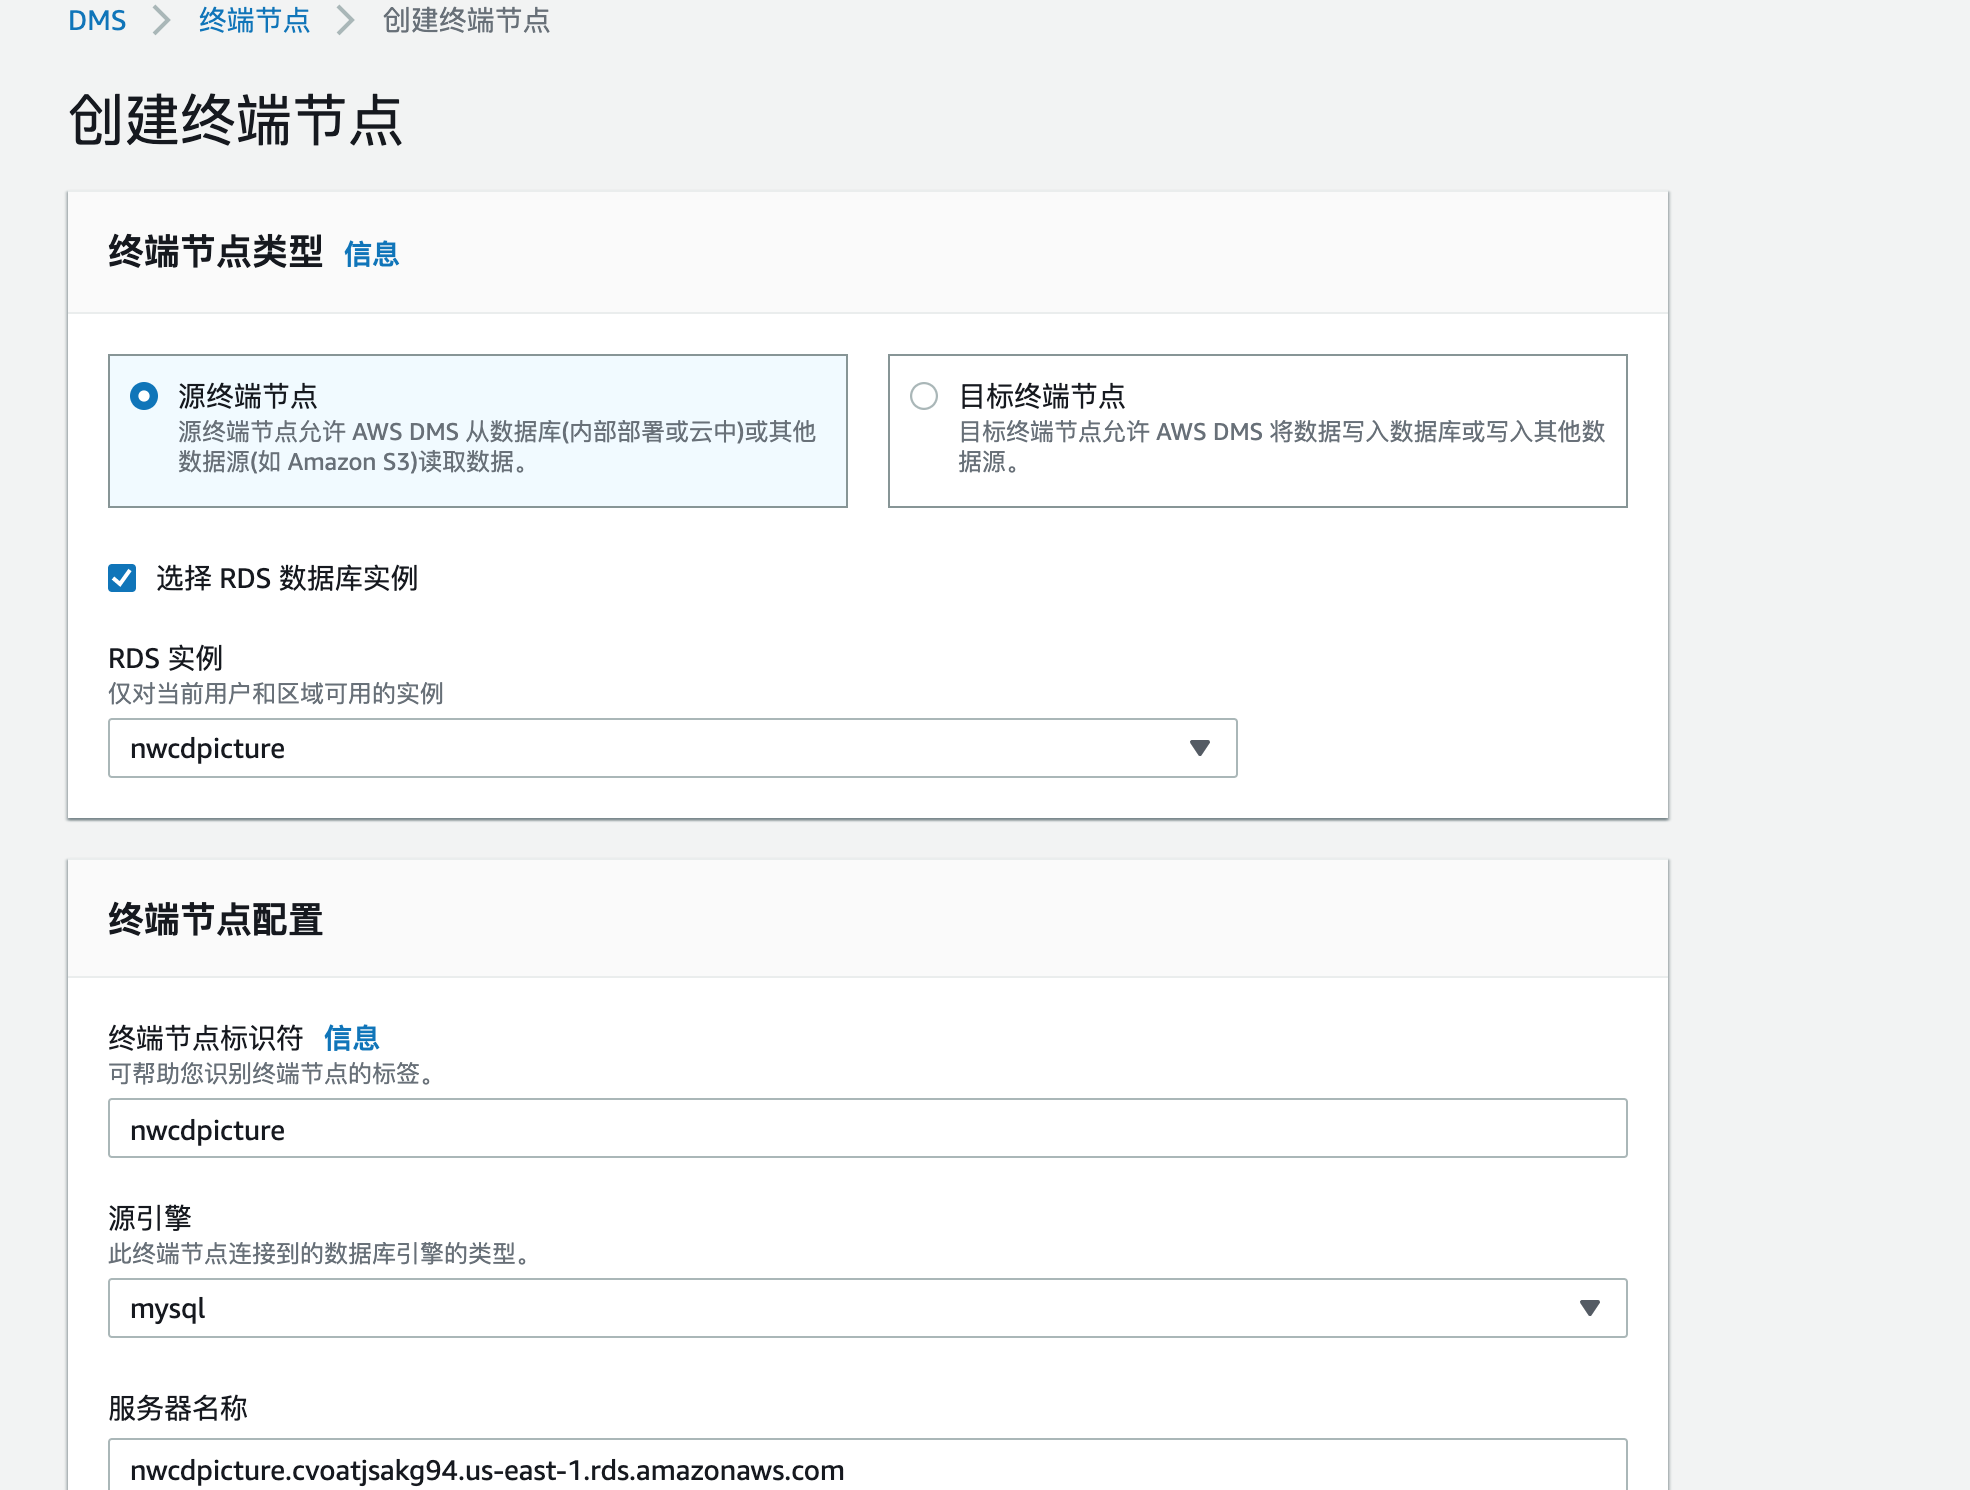 DMS > 终端节点 > 创建终端节点
创建终端节点
终端节点类型 信息
源终端节点
源终端节点允许 AWS DMS 从数据库(内部部署或云中)或其他
数据源(如 Amazon S3)读取数据。
目标终端节点
目标终端节点允许 AWS DMS 将数据写入数据库或写入其他数
据源。
选择 RDS 数据库实例
RDS 实例
仅对当前用户和区域可用的实例
nwcdpicture
终端节点配置
终端节点标识符 信息
可帮助您识别终端节点的标签。
nwcdpicture
源引擎
此终端节点连接到的数据库引擎的类型。
mysql
服务器名称
nwcdpicture.cvoatjsakg94.us-east-1.rds.amazonaws.com